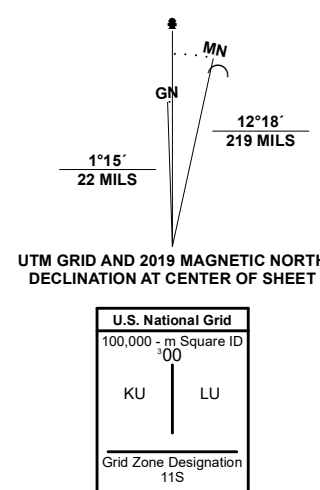 MN
GN
12°18´
219 MILS
1°15´
22 MILS
UTM GRID AND 2019 MAGNETIC NORTH
DECLINATION AT CENTER OF SHEET
U.S. National Grid
100,000 - m Square ID
³00
KU LU
Grid Zone Designation
11S